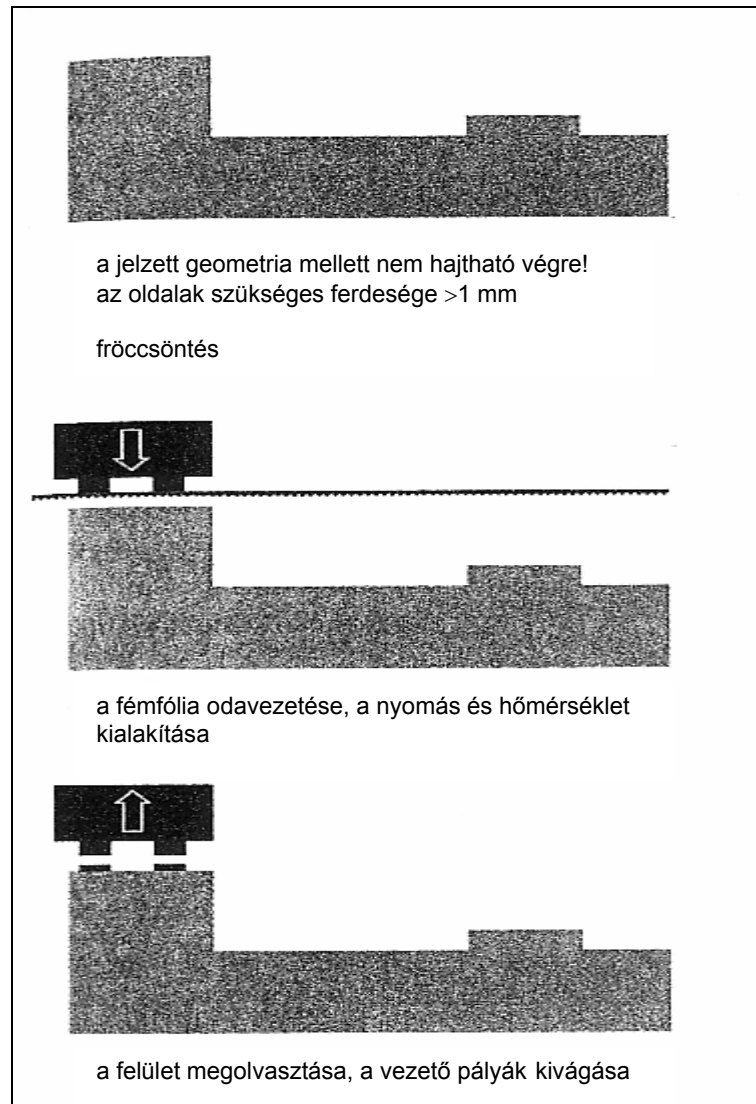 a jelzett geometria mellett nem hajtható végre!
az oldalak szükséges ferdesége >1 mm
fröccsöntés
a fémfólia odavezetése, a nyomás és hőmérséklet
kialakítása
a felület megolvasztása, a vezető pályák kivágása